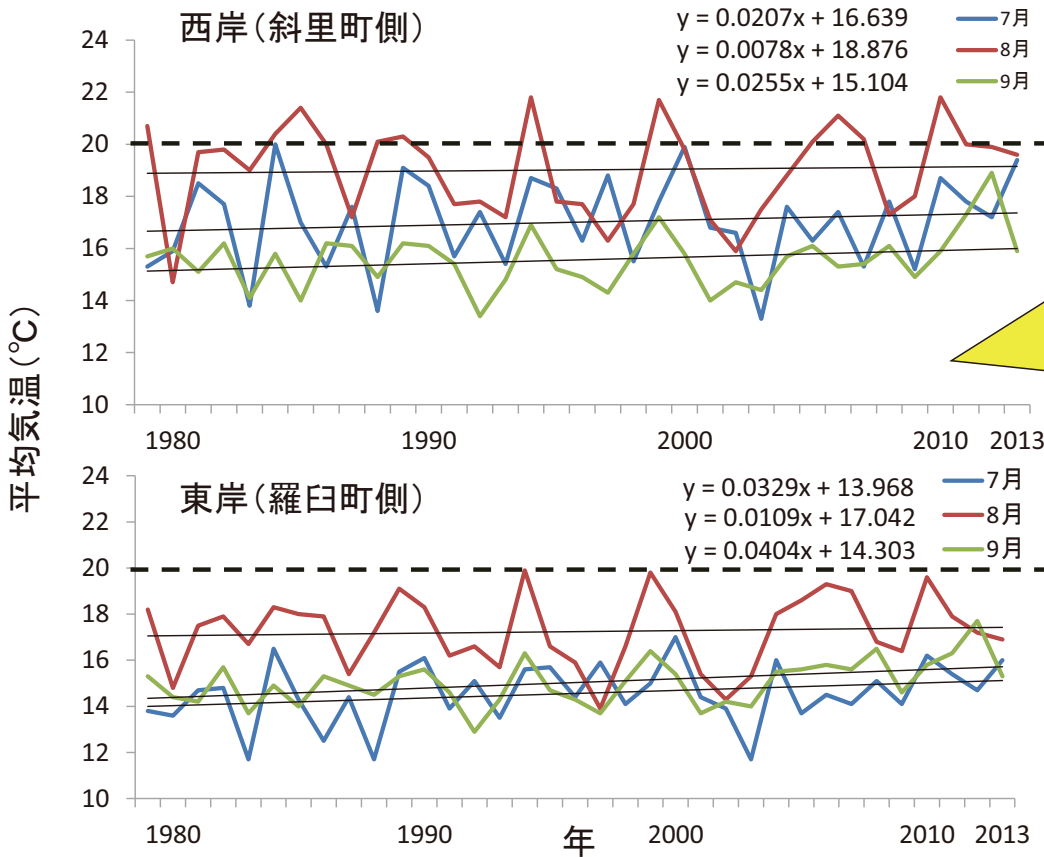 西岸(斜里町側)
y = 0.0207x + 16.639
7月
y = 0.0078x + 18.876
8月
y = 0.0255x + 15.104
9月
24
22
20
18
16
14
12
10
1980 1990 2000 2010 2013
平均気温(℃)
東岸(羅臼町側)
y = 0.0329x + 13.968
7月
y = 0.0109x + 17.042
8月
y = 0.0404x + 14.303
9月
24
22
20
18
16
14
12
10
1980 1990 2000 2010 2013
年